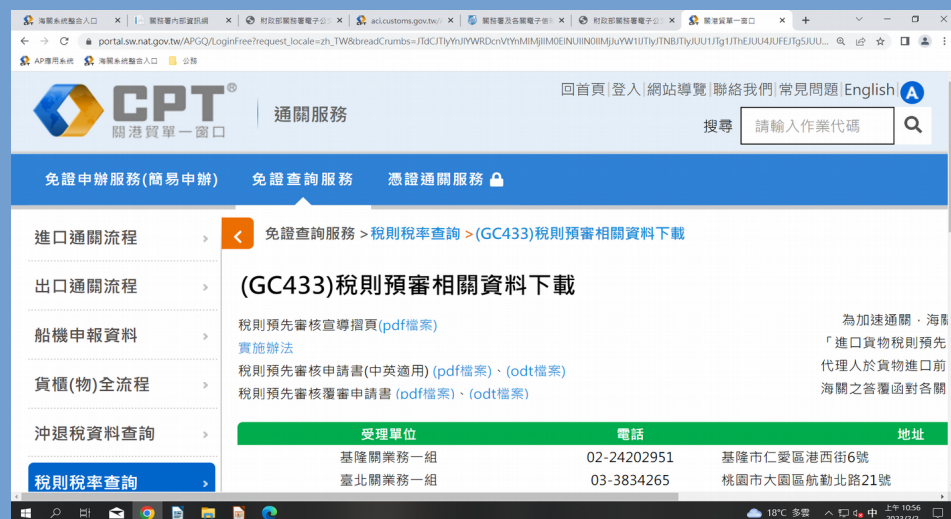 海關系統整合入口
關務署內部資訊網
財政部關務署電子公
aci.customs.gov.tw/
關務署及各關電子信
財政部關務署電子公
關港貿單一窗口
portal.sw.nat.gov.tw/APGQ/LoginFree?request_locale=zh_TW&breadCrumbs=
AP應用系統 海關系統整合入口 公務
CPT®
關港貿單一窗口
通關服務
回首頁|登入|網站導覽|聯絡我們|常見問題|English
A
搜尋 請輸入作業代碼
免證申辦服務(簡易申辦) 免證查詢服務 憑證通關服務
進口通關流程
出口通關流程
船機申報資料
貨櫃(物)全流程
沖退稅資料查詢
稅則稅率查詢
免證查詢服務 >稅則稅率查詢 >(GC433)稅則預審相關資料下載
(GC433)稅則預審相關資料下載
稅則預先審核宣導摺頁(pdf檔案)
實施辦法
稅則預先審核申請書(中英適用) (pdf檔案)、(odt檔案)
稅則預先審核覆審申請書 (pdf檔案)、(odt檔案)
為加速通關,海關
「進口貨物稅則預先
代理人於貨物進口前
海關之答覆函對各關
受理單位 電話 地址
基隆關業務一組 02-24202951 基隆市仁愛區港西街6號
臺北關業務一組 03-3834265 桃園市大園區航勤北路21號
18°C 多雲 中 上午 10:56